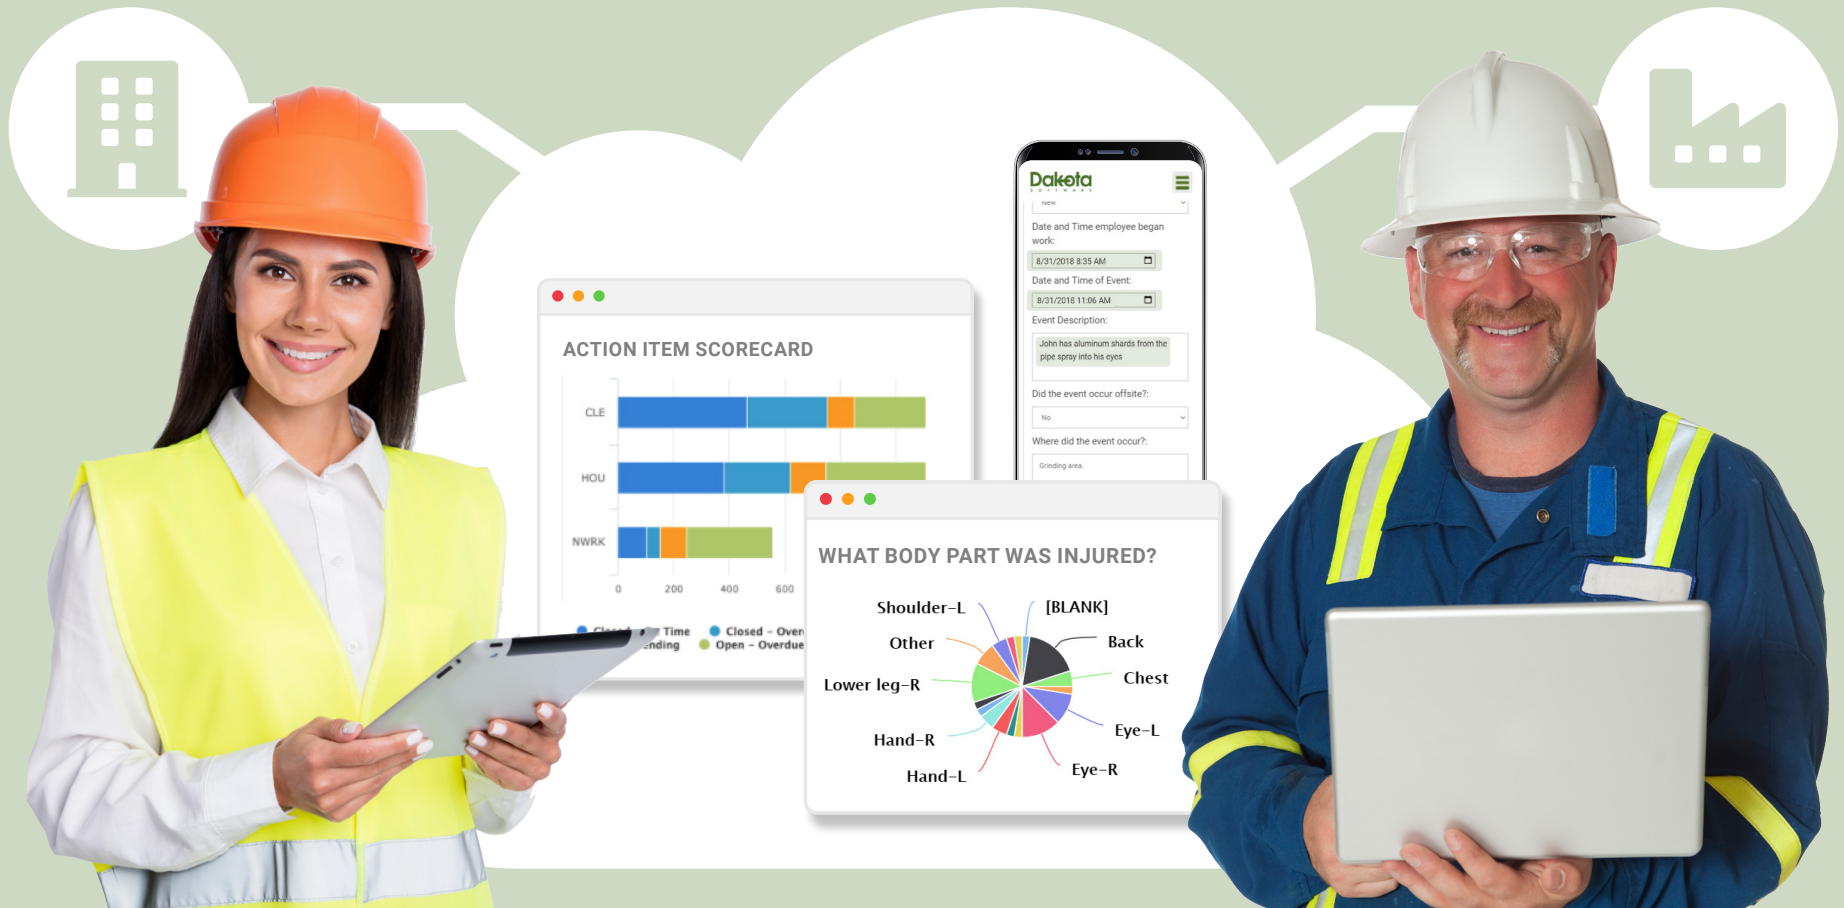 Dakota
SOFTWARE
New
Date and Time employee began
work:
8/31/2018 8:35 AM
Date and Time of Event:
8/31/2018 11:06 AM
Event Description:
John has aluminum shards from the
pipe spray into his eyes
Did the event occur offsite?:
No
Where did the event occur?:
Grinding area.
ACTION ITEM SCORECARD
CLE
HOU
NWRK
0 200 400 600
Time Closed - Over
Open - Overdue
WHAT BODY PART WAS INJURED?
Shoulder-L [BLANK]
Other Back
Lower leg-R Chest
Hand-R Eye-L
Hand-L Eye-R